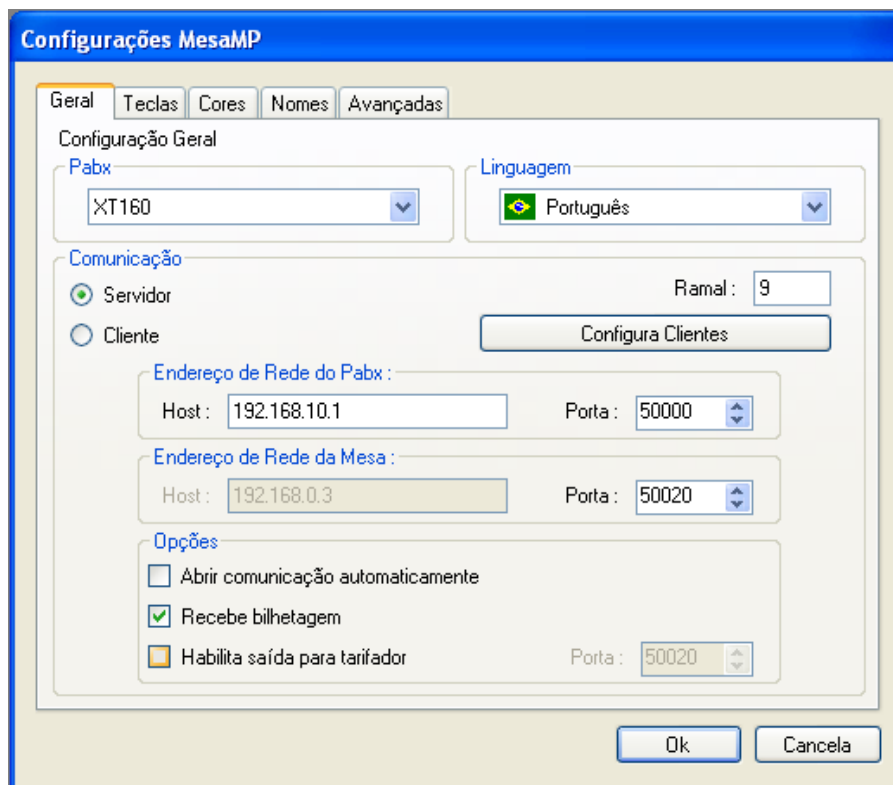 Configurações MesaMP
Geral Teclas Cores Nomes Avançadas
Configuração Geral
Pabx Linguagem
XT160 Português
Comunicação
Servidor Ramal : 9
Cliente Configura Clientes
Endereço de Rede do Pabx :
Host : 192.168.10.1 Porta : 50000
Endereço de Rede da Mesa :
Host : 192.168.0.3 Porta : 50020
Opções
Abrir comunicação automaticamente
Recebe bilhetagem
Habilita saída para tarifador Porta : 50020
Ok Cancela